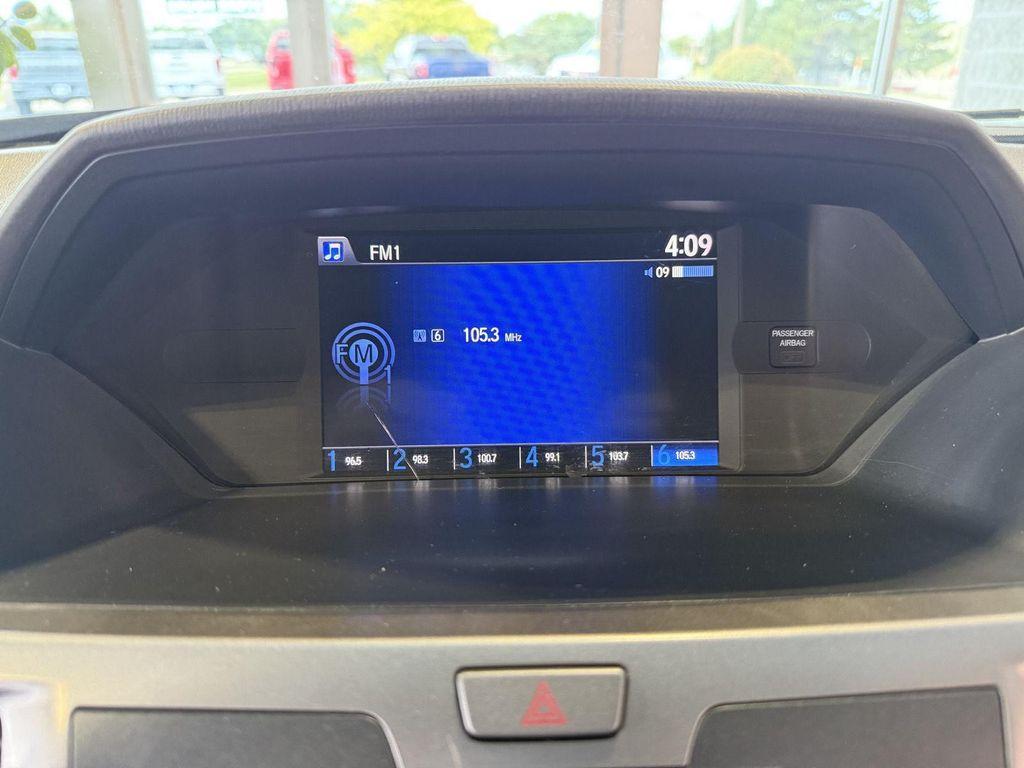 FM1
4:09
09
FM
1
6
105.3 MHz
PASSENGER
AIRBAG
1 96.5
2 98.3
3 100.7
4 99.1
5 103.7
6 105.3